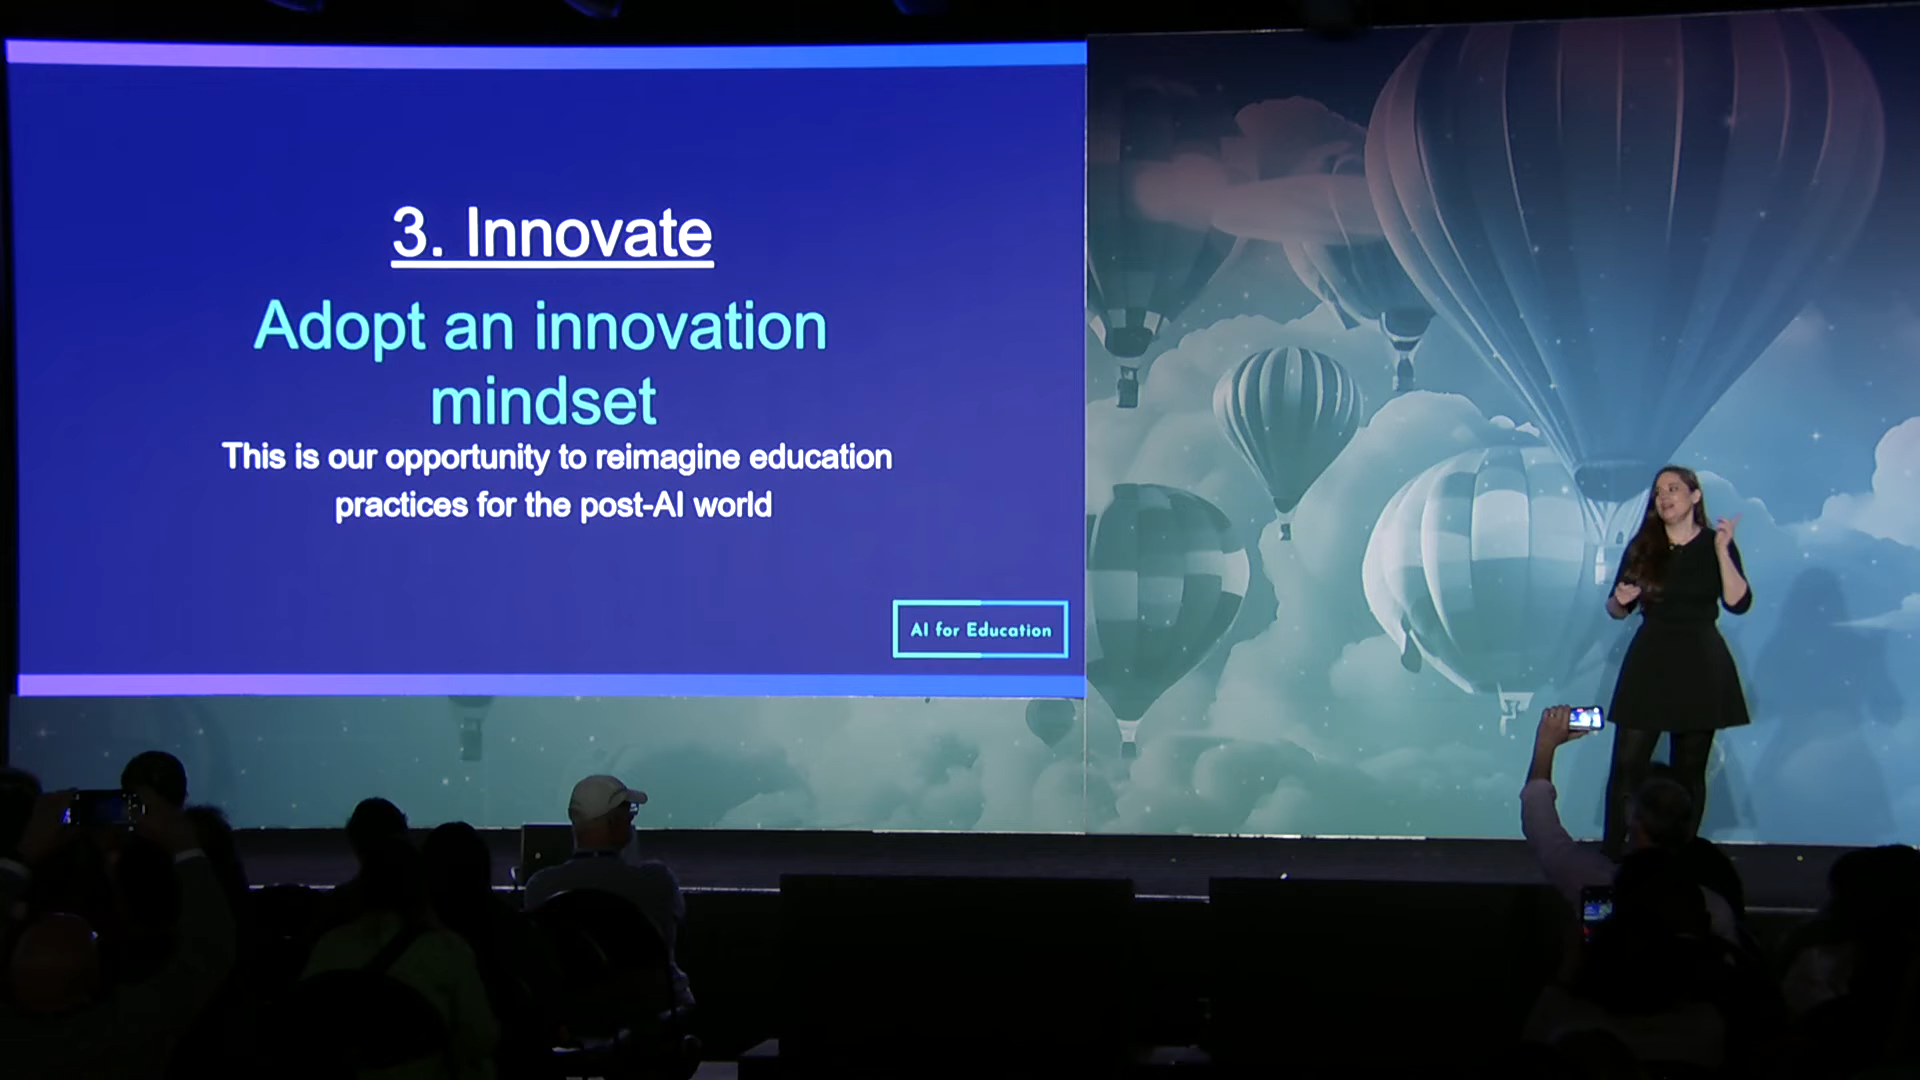 3. Innovate
Adopt an innovation
mindset
This is our opportunity to reimagine education
practices for the post-AI world
AI for Education